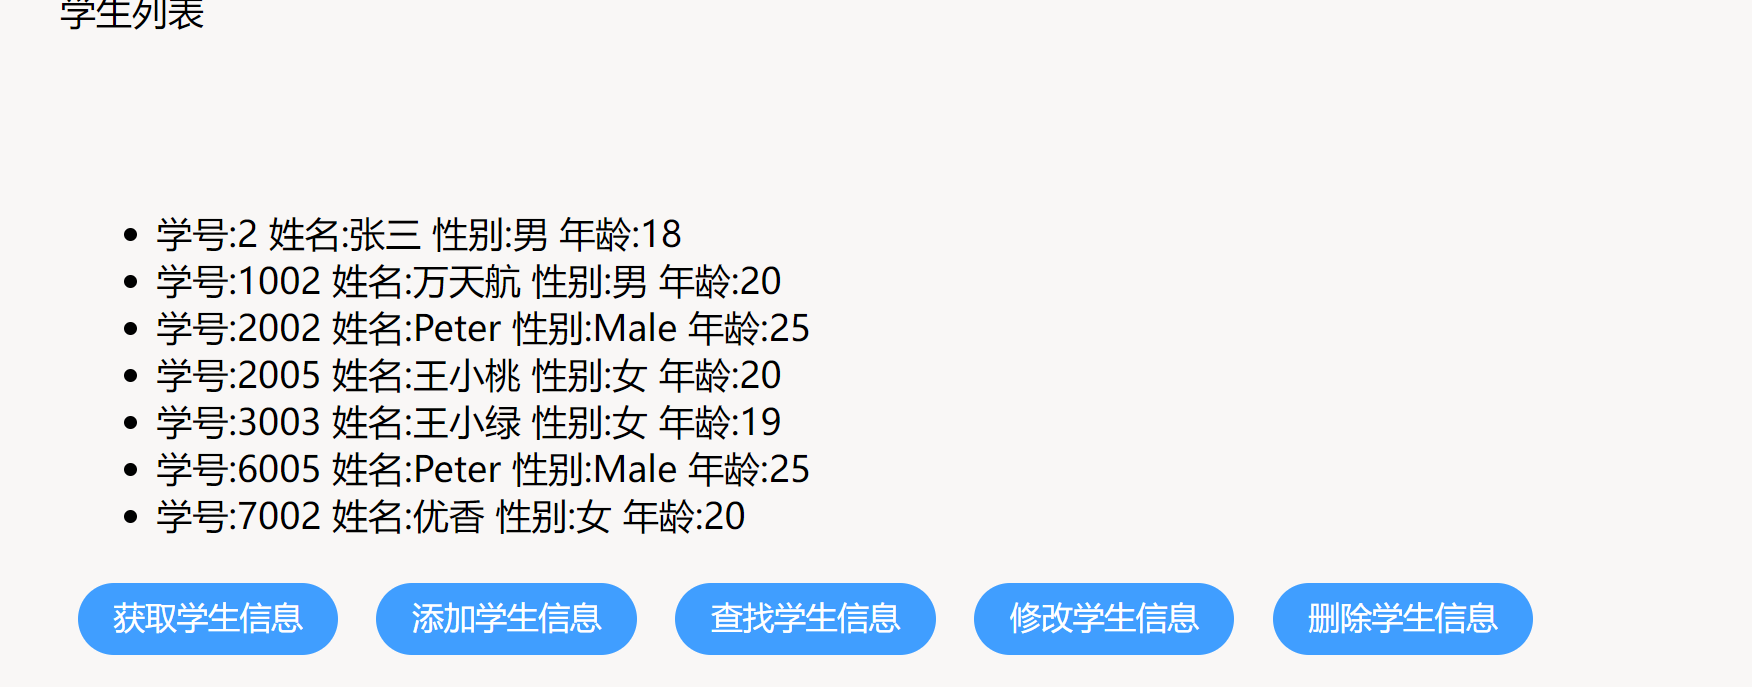 学生列表
学号:2 姓名:张三 性别:男 年龄:18
学号:1002 姓名:万天航 性别:男 年龄:20
学号:2002 姓名:Peter 性别:Male 年龄:25
学号:2005 姓名:王小桃 性别:女 年龄:20
学号:3003 姓名:王小绿 性别:女 年龄:19
学号:6005 姓名:Peter 性别:Male 年龄:25
学号:7002 姓名:优香 性别:女 年龄:20
获取学生信息 添加学生信息 查找学生信息 修改学生信息 删除学生信息